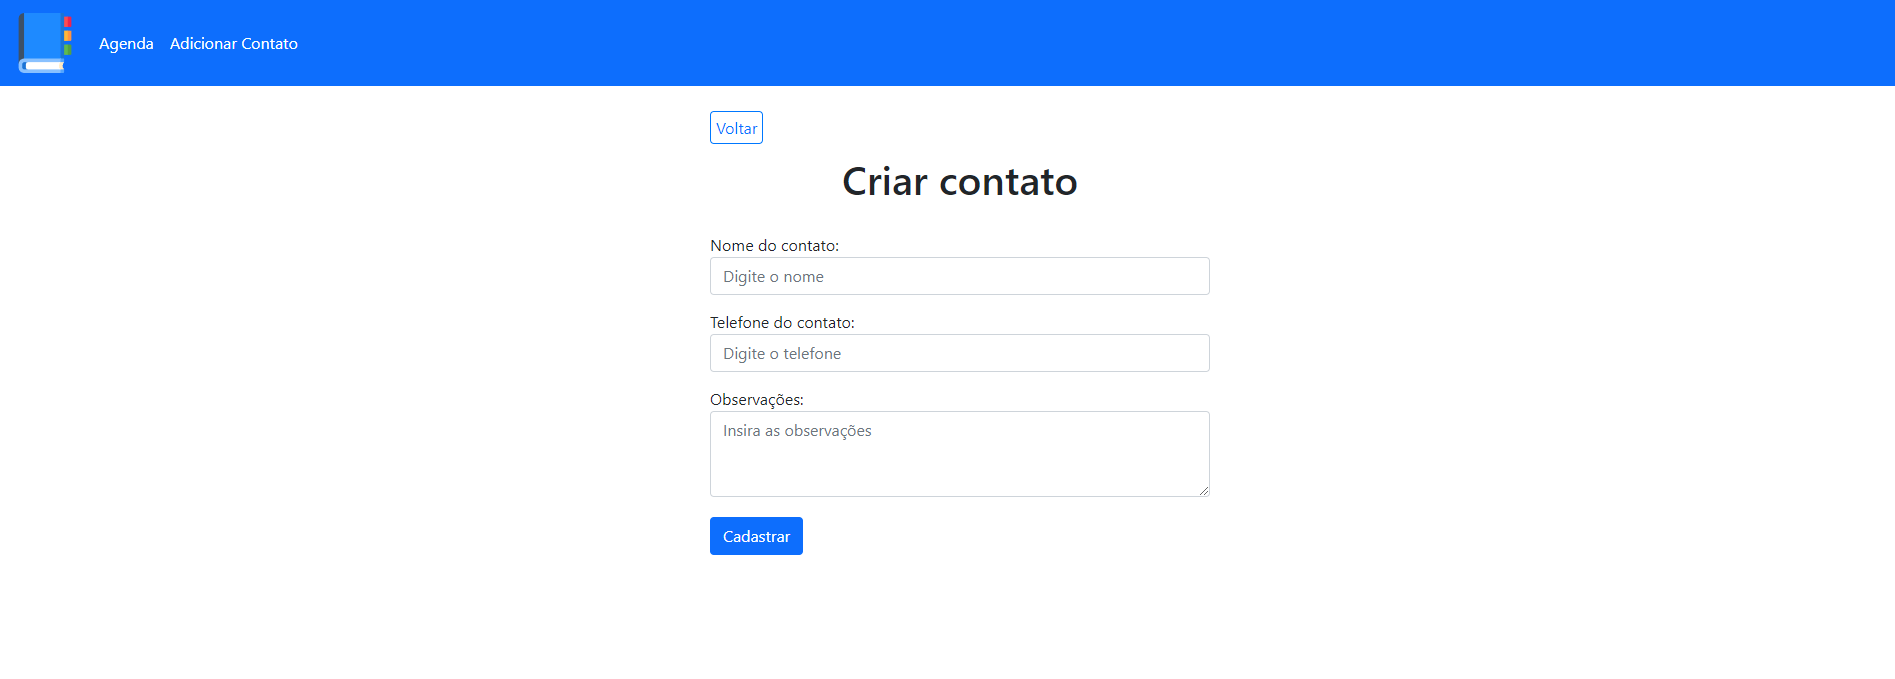 Agenda Adicionar Contato
Voltar
Criar contato
Nome do contato:
Digite o nome
Telefone do contato:
Digite o telefone
Observações:
Insira as observações
Cadastrar